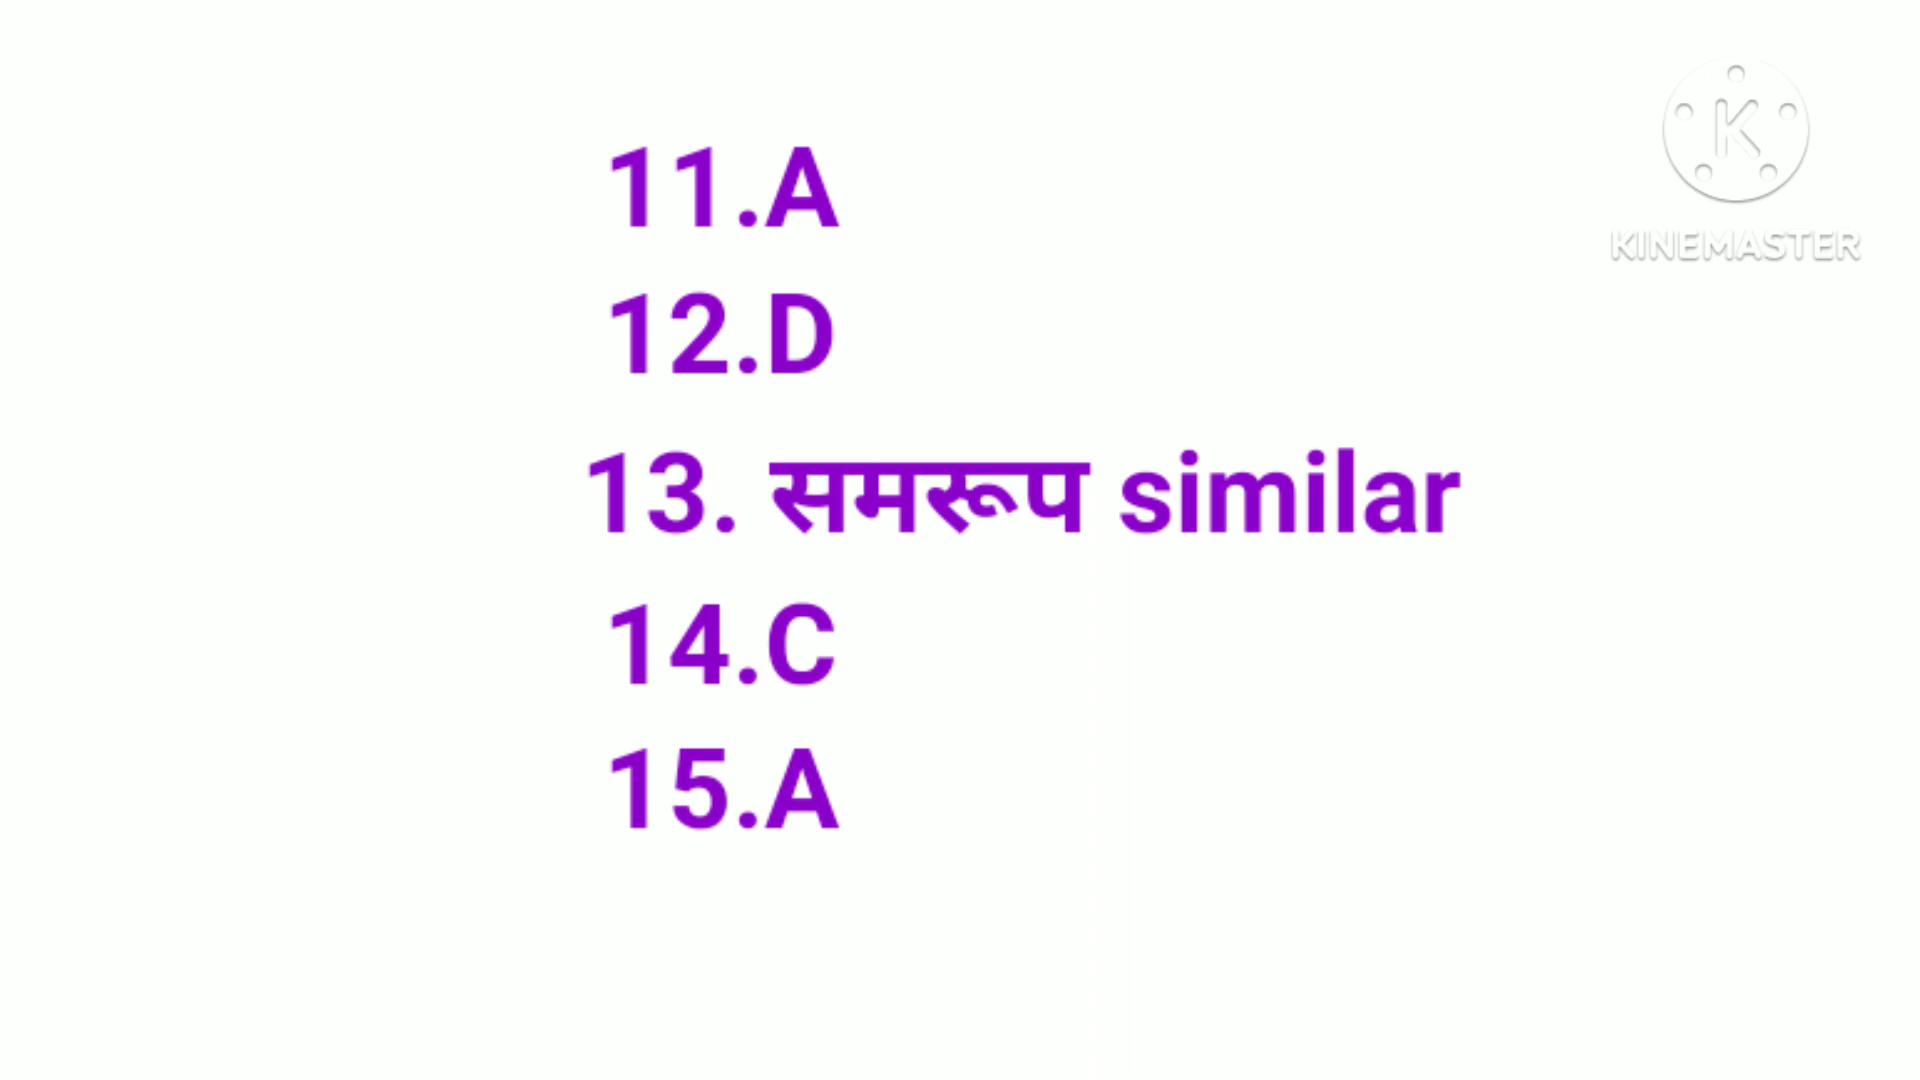 11.A
KINEMASTER
12.D
13. समरूप similar
14.C
15.A